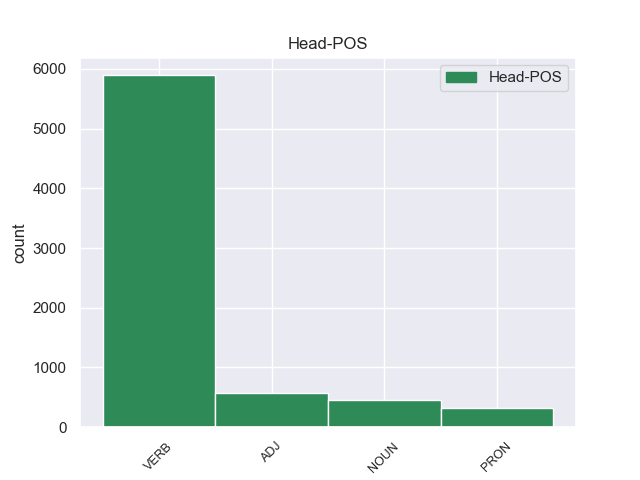 Head-POS
Head-POS
6000
5000
4000
3000
2000
1000
0
count
VERB
ADJ
NOUN
PRON